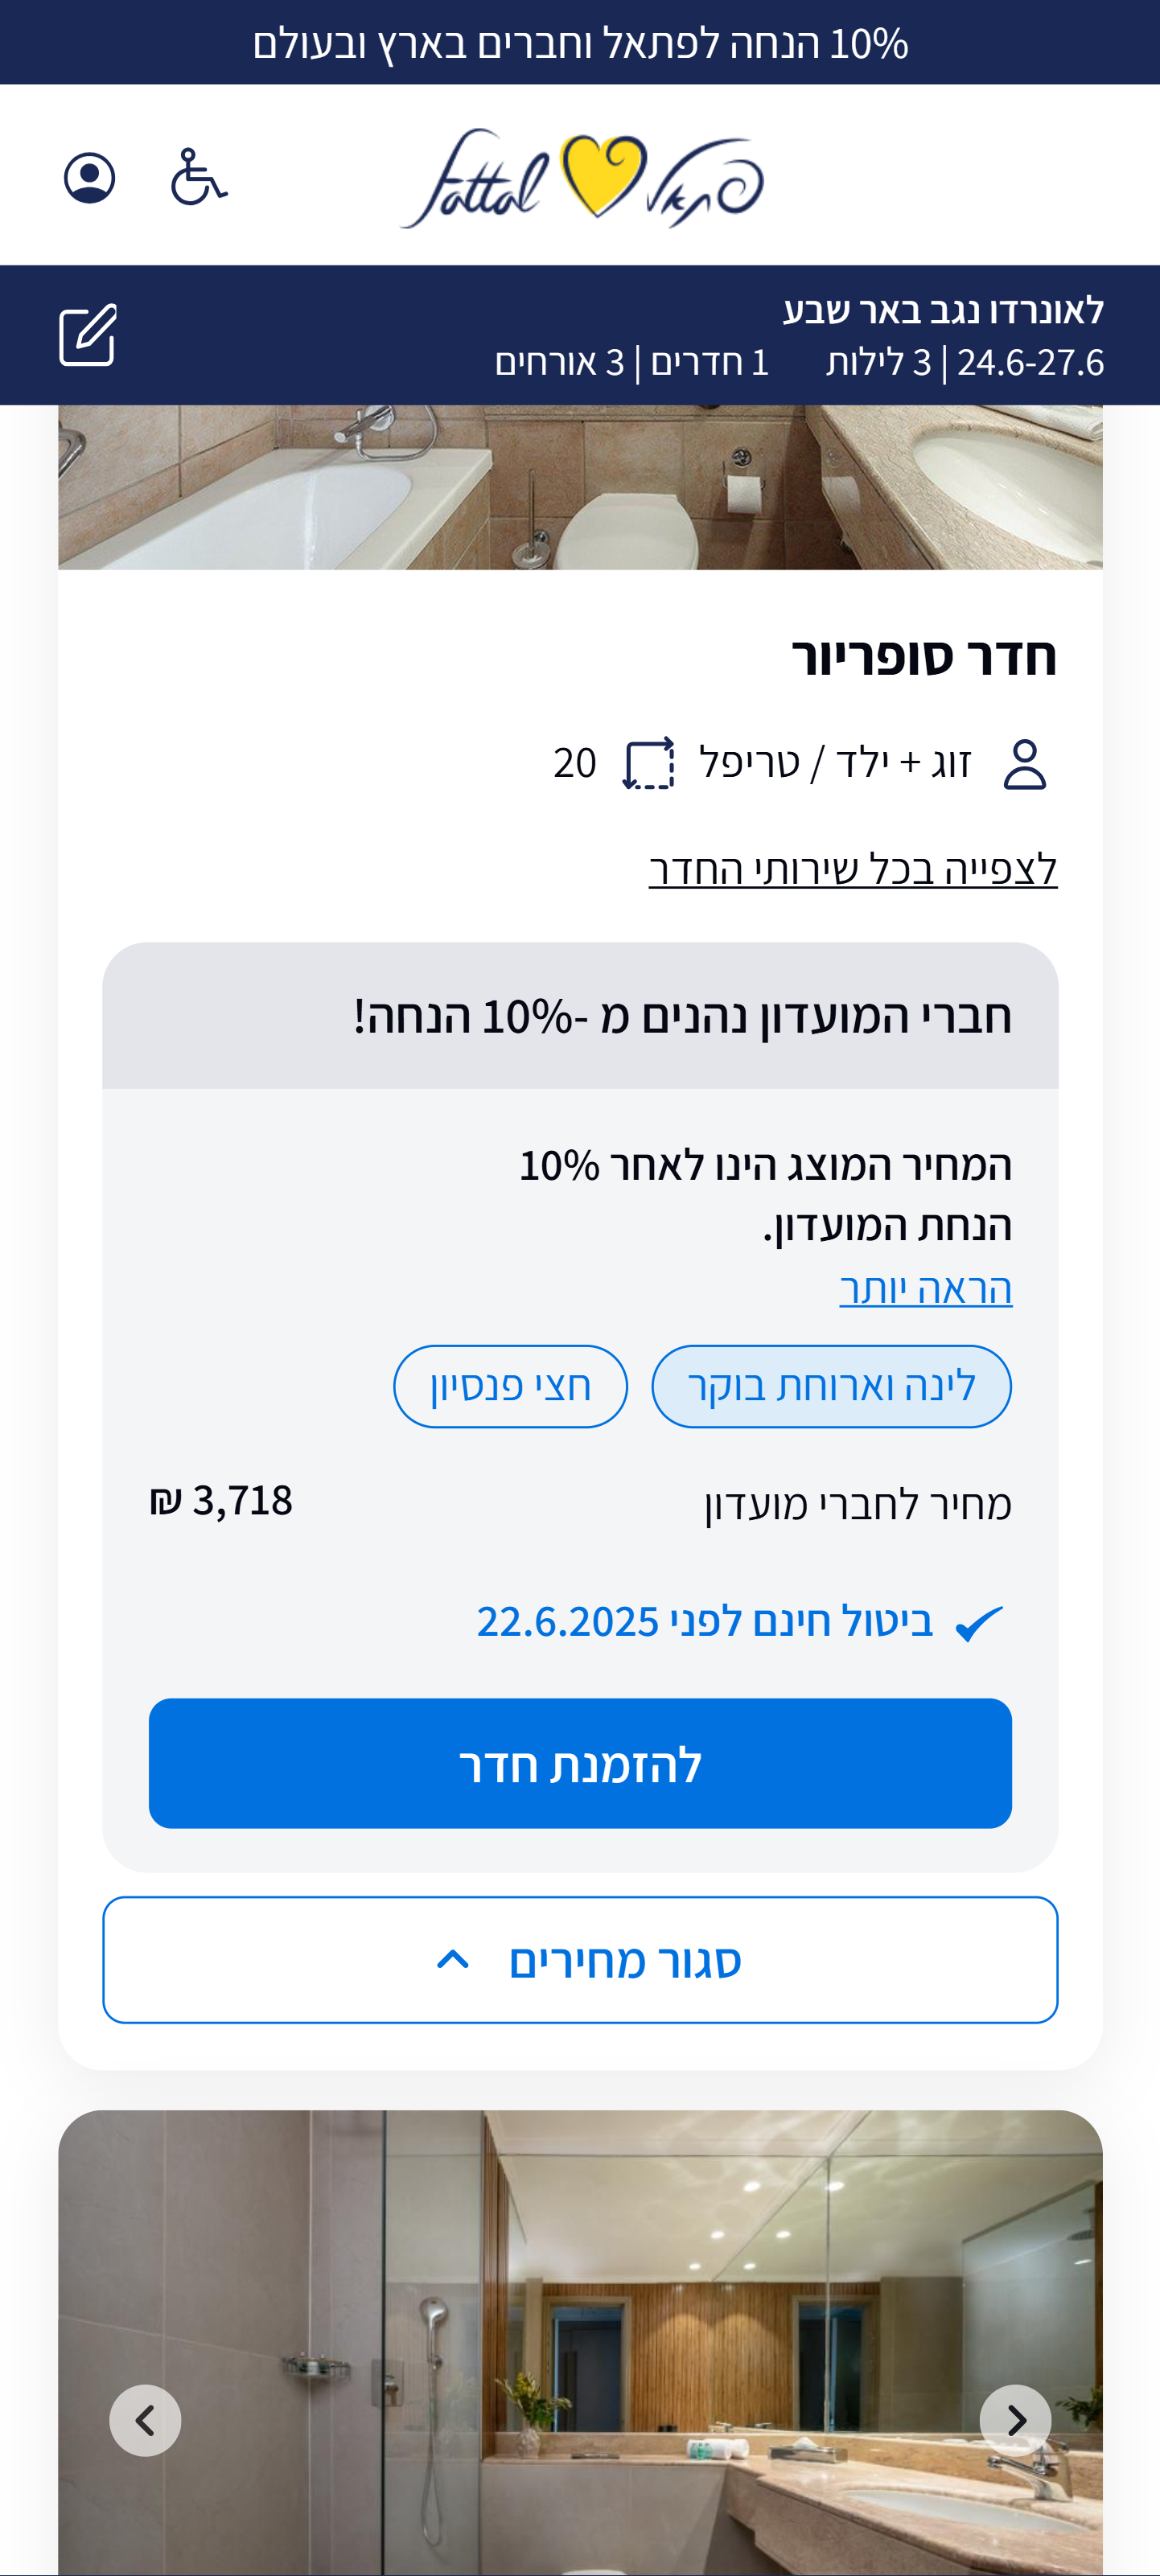 10% הנחה לפתאל וחברים בארץ ובעולם
fattal פתאל
לאונרדו נגב באר שבע
24.6-27.6 | 3 לילות 1 חדרים | 3 אורחים
חדר סופריור
זוג + ילד / טריפל 20
לצפייה בכל שירותי החדר
חברי המועדון נהנים מ -10% הנחה!
המחיר המוצג הינו לאחר 10%
הנחת המועדון.
הראה יותר
לינה וארוחת בוקר חצי פנסיון
מחיר לחברי מועדון 3,718 ₪
ביטול חינם לפני 22.6.2025
להזמנת חדר
סגור מחירים